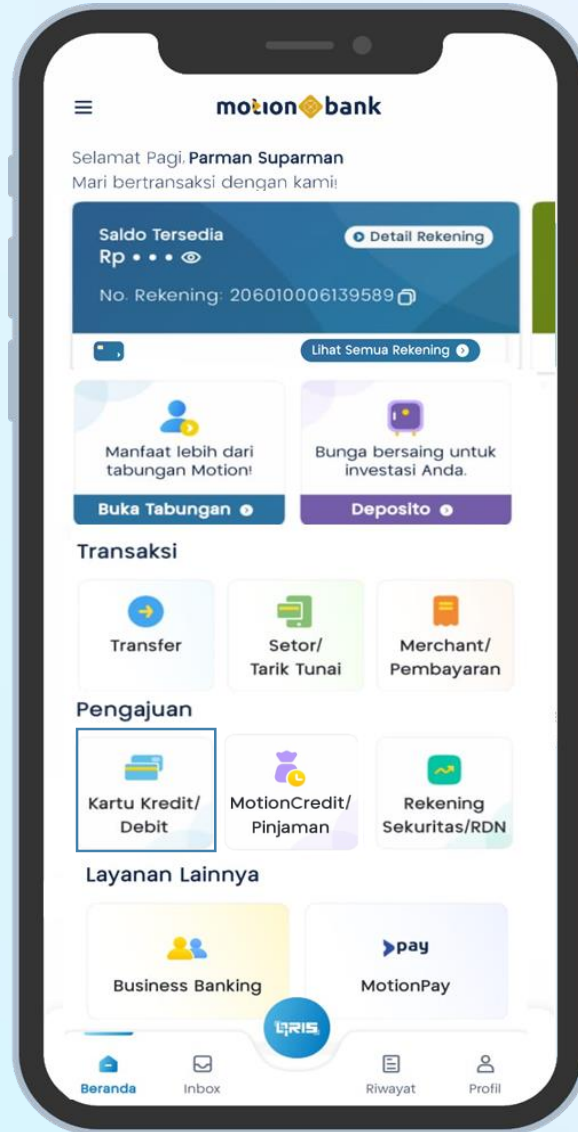 motion bank
Selamat Pagi, Parman Suparman
Mari bertransaksi dengan kami!
Saldo Tersedia
Detail Rekening
Rp • • •
No. Rekening: 206010006139589
Lihat Semua Rekening
Manfaat lebih dari
tabungan Motion!
Buka Tabungan
Bunga bersaing untuk
investasi Anda.
Deposito
Transaksi
Transfer
Setor/
Tarik Tunai
Merchant/
Pembayaran
Pengajuan
Kartu Kredit/
Debit
MotionCredit/
Pinjaman
Rekening
Sekuritas/RDN
Layanan Lainnya
Business Banking
pay
MotionPay
QRIS
Beranda
Inbox
Riwayat
Profil